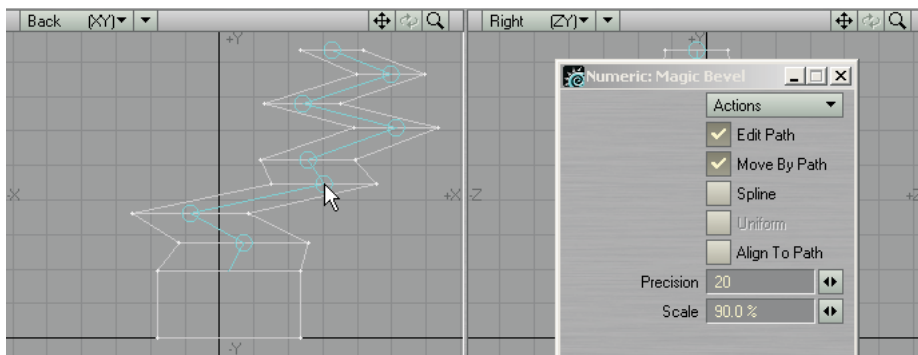 Back (XY)
Right (ZY)
+Y
+Y
-X
+X
-Z
+Z
-Y
Numeric: Magic Bevel
Actions
Edit Path
Move By Path
Spline
Uniform
Align To Path
Precision 20
Scale 90.0 %